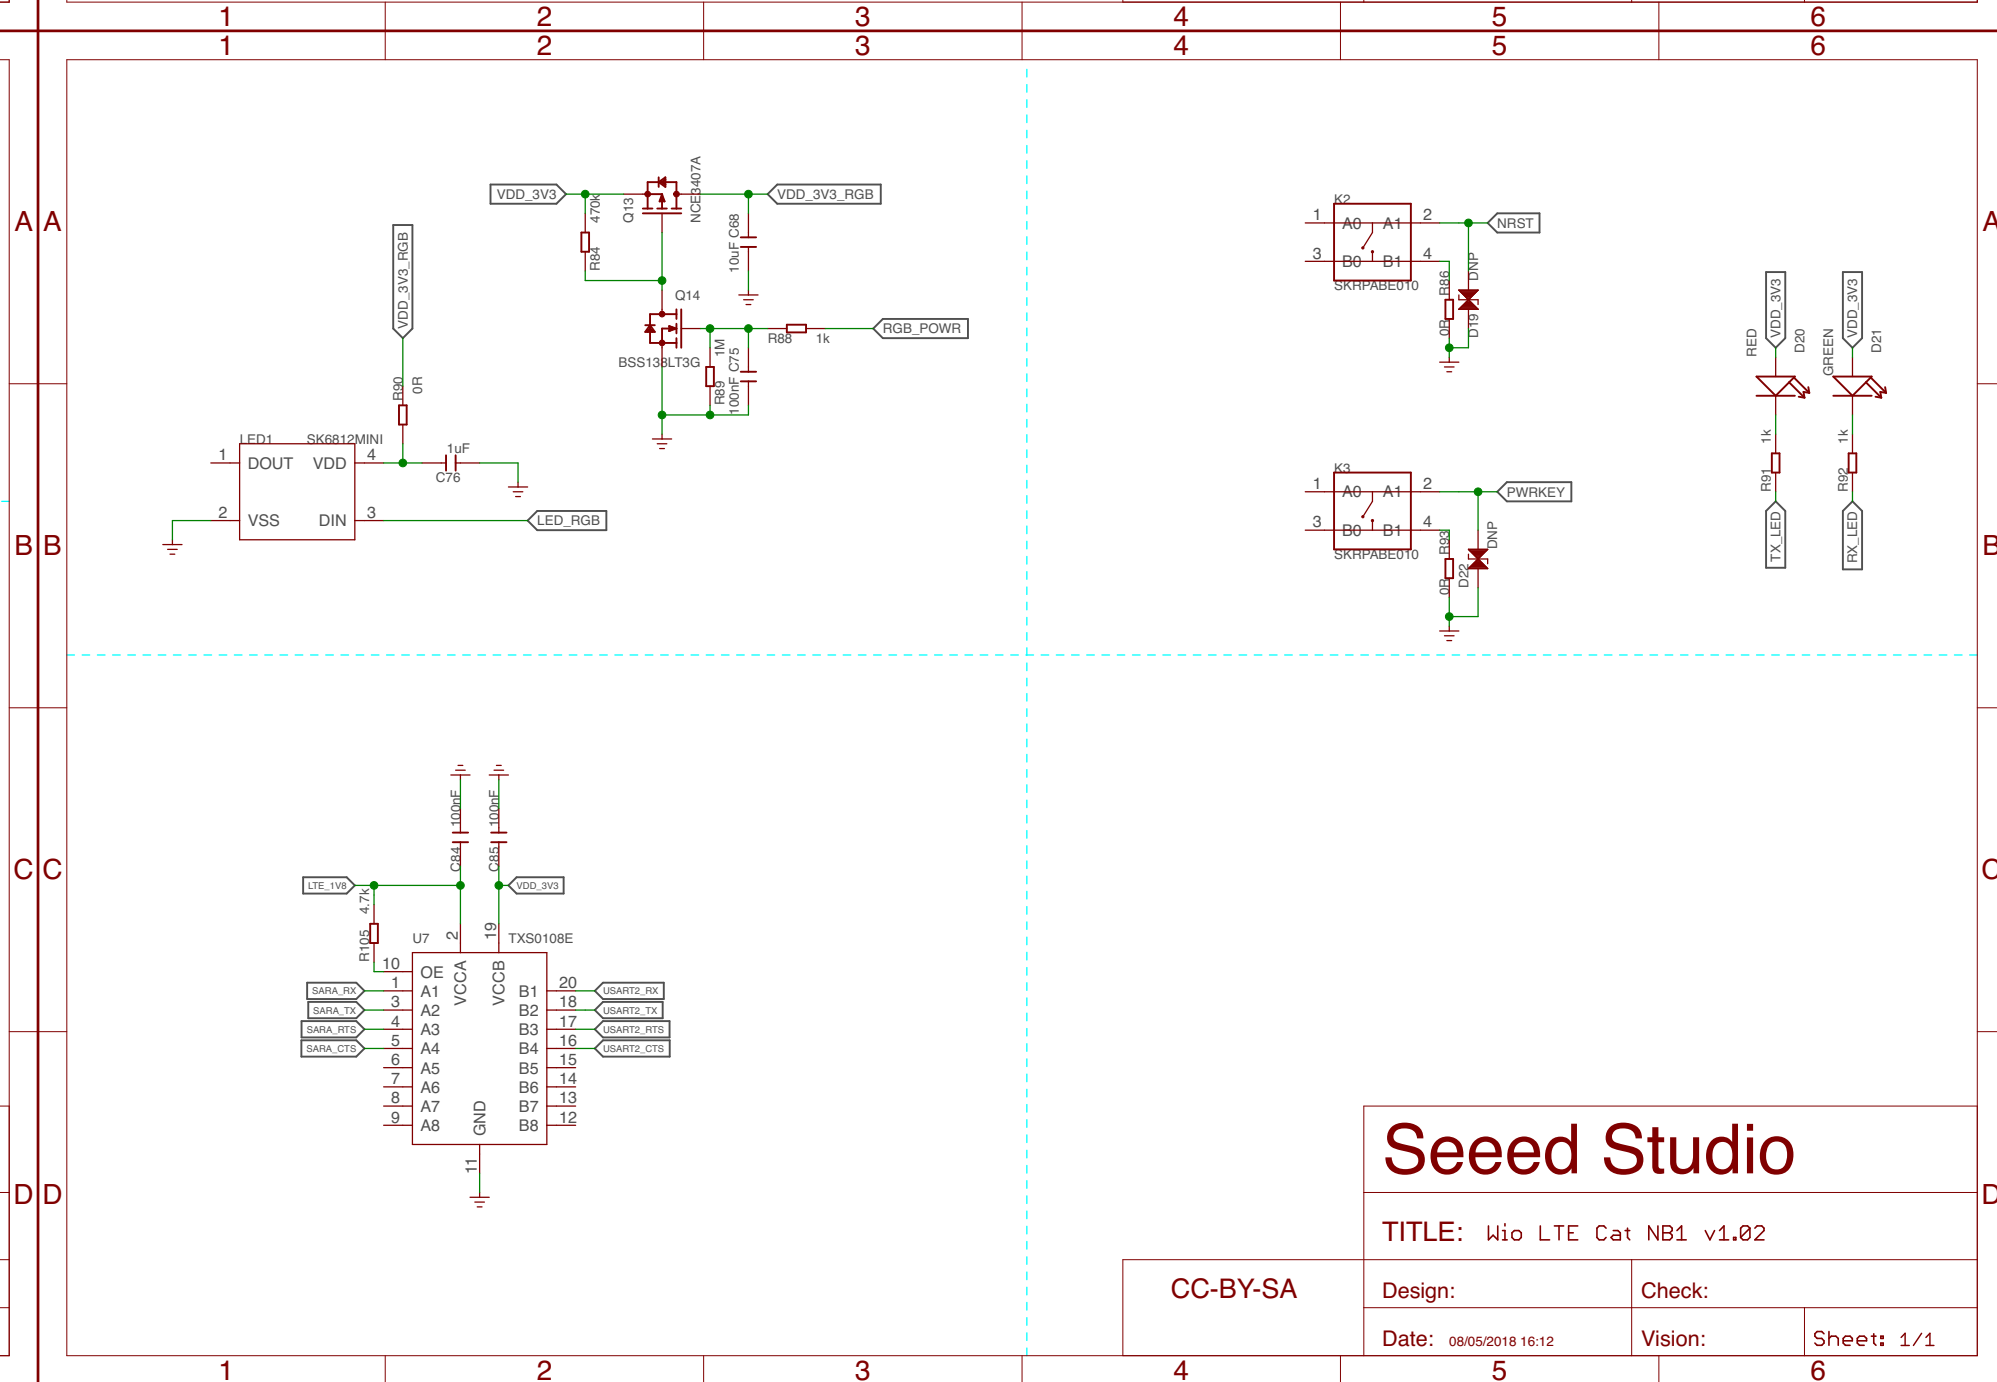 1 2 3 4 5 6
1 2 3 4 5 6
A A A
B B B
C C C
D D D
VDD_3V3
470k
R84
Q13
NCE3407A
VDD_3V3_RGB
10uF C68
Q14
BSS138LT3G
1M
R89
100nF C75
R88 1k
RGB_POWR
VDD_3V3_RGB
R90
0R
LED1 SK6812MINI
1 DOUT VDD 4
2 VSS DIN 3
1uF
C76
LED_RGB
K2
1 A0 A1 2
3 B0 B1 4
SKRPABE010
NRST
R86
0R
DNP
D19
K3
1 A0 A1 2
3 B0 B1 4
SKRPABE010
PWRKEY
R93
0R
DNP
D22
RED
VDD_3V3
D20
GREEN
VDD_3V3
D21
1k
R91
TX_LED
1k
R92
RX_LED
100nF
C84
100nF
C85
LTE_1V8
VDD_3V3
4.7k
R105
U7
2
19
TXS0108E
VCCA
VCCB
10 OE
SARA_RX 1 A1 B1 20 USART2_RX
SARA_TX 3 A2 B2 18 USART2_TX
SARA_RTS 4 A3 B3 17 USART2_RTS
SARA_CTS 5 A4 B4 16 USART2_CTS
6 A5 B5 15
7 A6 B6 14
8 A7 B7 13
9 A8 B8 12
GND
11
Seeed Studio
TITLE: Wio LTE Cat NB1 v1.02
CC-BY-SA
Design:
Check:
Date: 08/05/2018 16:12
Vision:
Sheet: 1/1
1 2 3 4 5 6